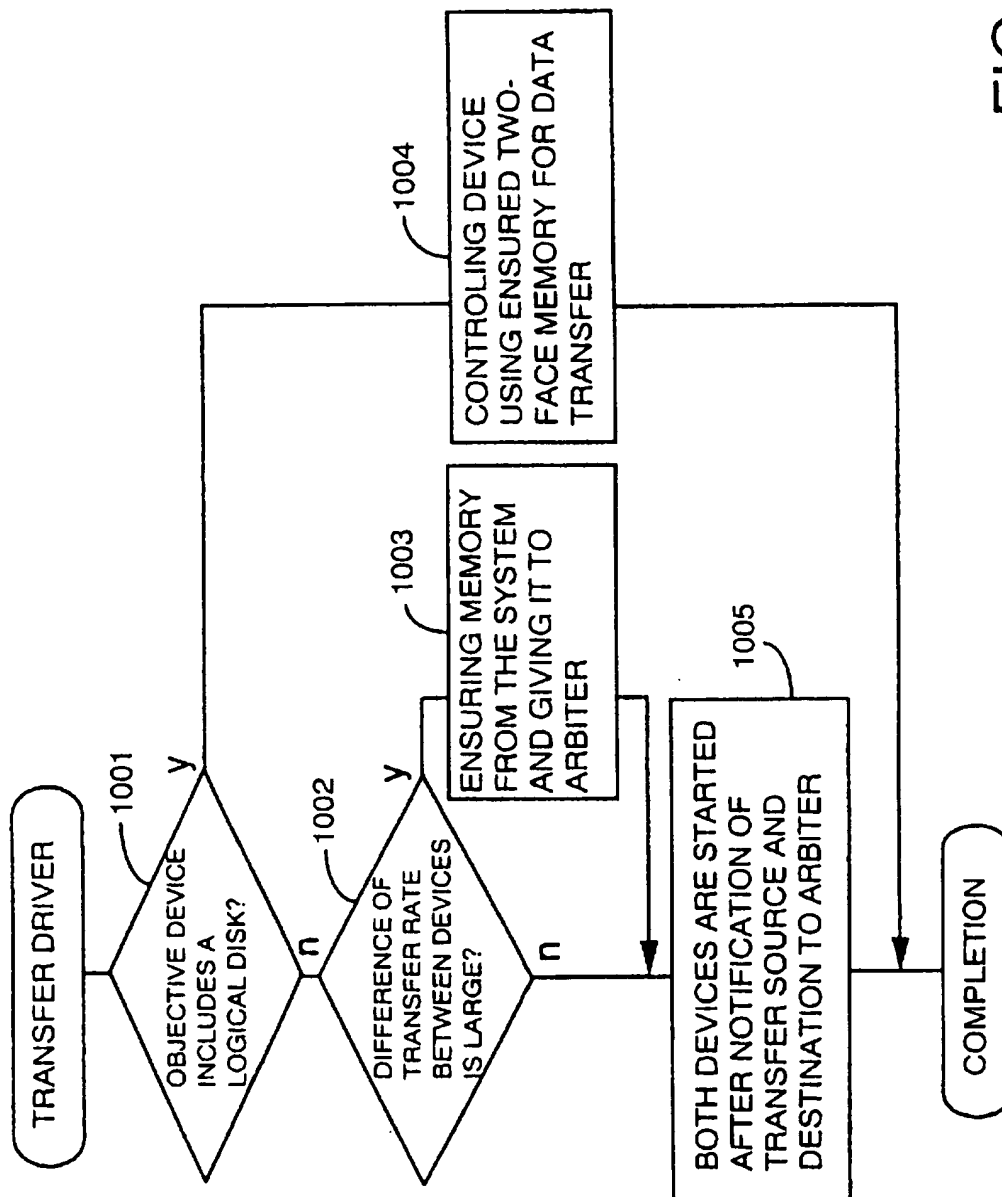 TRANSFER DRIVER
1001
OBJECTIVE DEVICE
INCLUDES A
LOGICAL DISK?
y
n
1002
DIFFERENCE OF
TRANSFER RATE
BETWEEN DEVICES
IS LARGE?
y
n
1003
ENSURING MEMORY
FROM THE SYSTEM
AND GIVING IT TO
ARBITER
1004
CONTROLING DEVICE
USING ENSURED TWO-
FACE MEMORY FOR DATA
TRANSFER
1005
BOTH DEVICES ARE STARTED
AFTER NOTIFICATION OF
TRANSFER SOURCE AND
DESTINATION TO ARBITER
COMPLETION